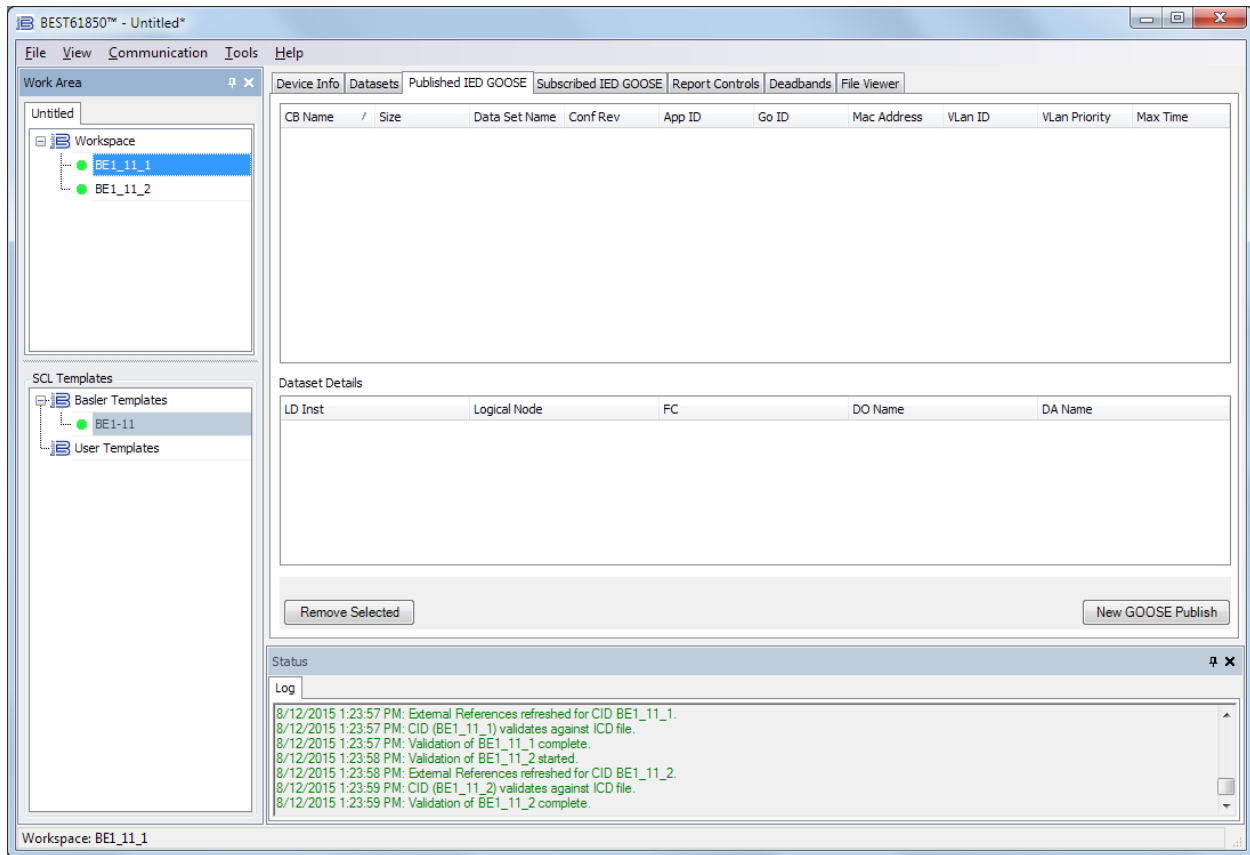 BEST61850™ - Untitled*
File View Communication Tools Help
Work Area
Untitled
Workspace
BE1_11_1
BE1_11_2
SCL Templates
Basler Templates
BE1-11
User Templates
Device Info Datasets Published IED GOOSE Subscribed IED GOOSE Report Controls Deadbands File Viewer
CB Name / Size Data Set Name Conf Rev App ID Go ID Mac Address VLan ID VLan Priority Max Time
Dataset Details
LD Inst Logical Node FC DO Name DA Name
Remove Selected New GOOSE Publish
Status
Log
8/12/2015 1:23:57 PM: External References refreshed for CID BE1_11_1.
8/12/2015 1:23:57 PM: CID (BE1_11_1) validates against ICD file.
8/12/2015 1:23:57 PM: Validation of BE1_11_1 complete.
8/12/2015 1:23:58 PM: Validation of BE1_11_2 started.
8/12/2015 1:23:58 PM: External References refreshed for CID BE1_11_2.
8/12/2015 1:23:59 PM: CID (BE1_11_2) validates against ICD file.
8/12/2015 1:23:59 PM: Validation of BE1_11_2 complete.
Workspace: BE1_11_1